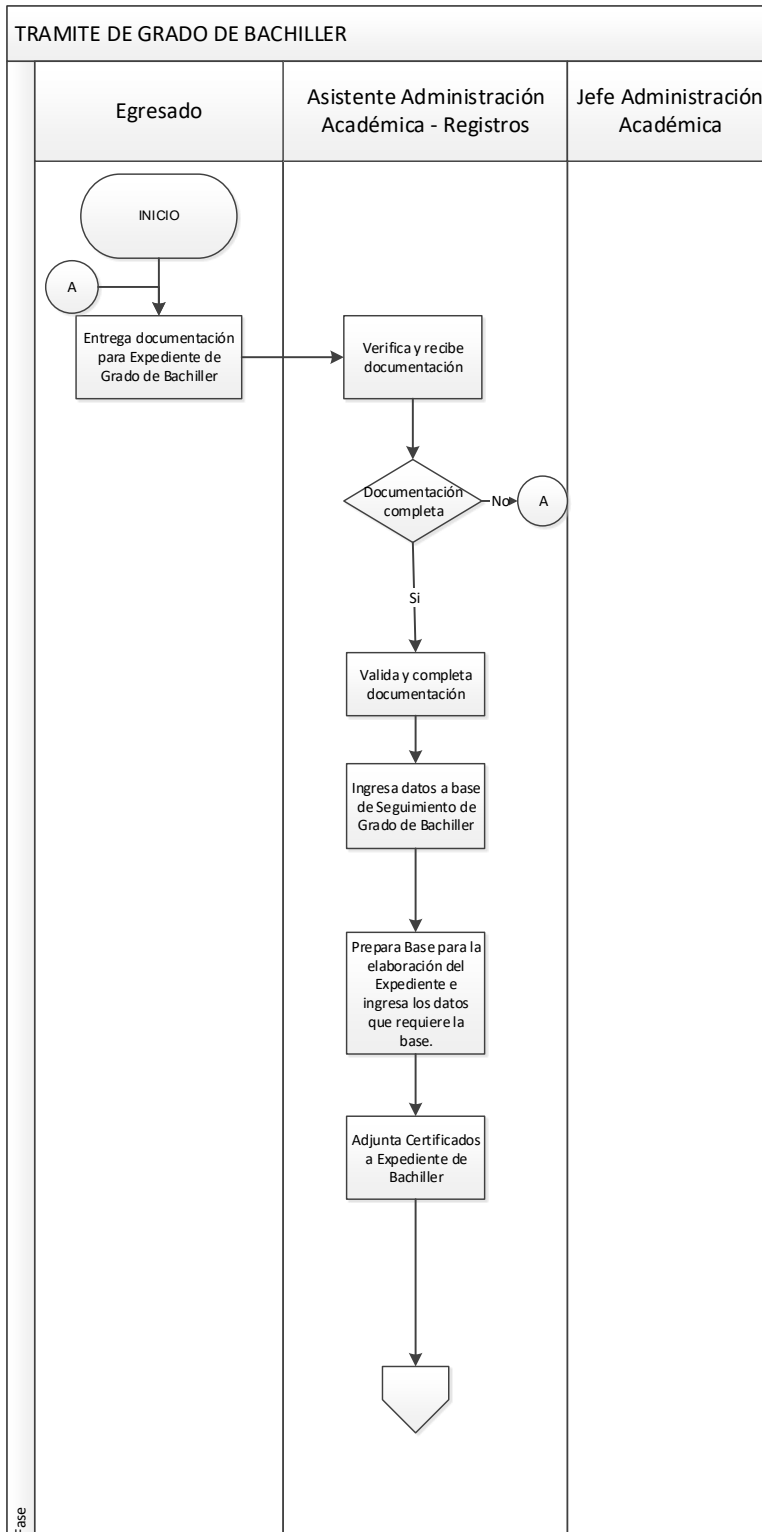 TRAMITE DE GRADO DE BACHILLER
Egresado
Asistente Administración
Académica - Registros
Jefe Administración
Académica
INICIO
A
Entrega documentación
para Expediente de
Grado de Bachiller
Verifica y recibe
documentación
Documentación
completa
No
A
Si
Valida y completa
documentación
Ingresa datos a base
de Seguimiento de
Grado de Bachiller
Prepara Base para la
elaboración del
Expediente e
ingresa los datos
que requiere la
base.
Adjunta Certificados
a Expediente de
Bachiller
Fase